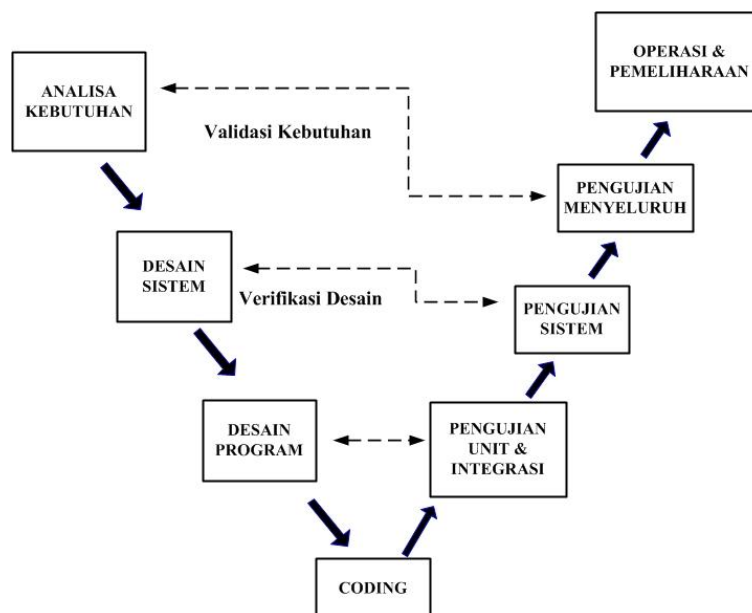 OPERASI &
PEMELIHARAAN
ANALISA
KEBUTUHAN
Validasi Kebutuhan
PENGUJIAN
MENYELURUH
DESAIN
SISTEM
Verifikasi Desain
PENGUJIAN
SISTEM
DESAIN
PROGRAM
PENGUJIAN
UNIT &
INTEGRASI
CODING